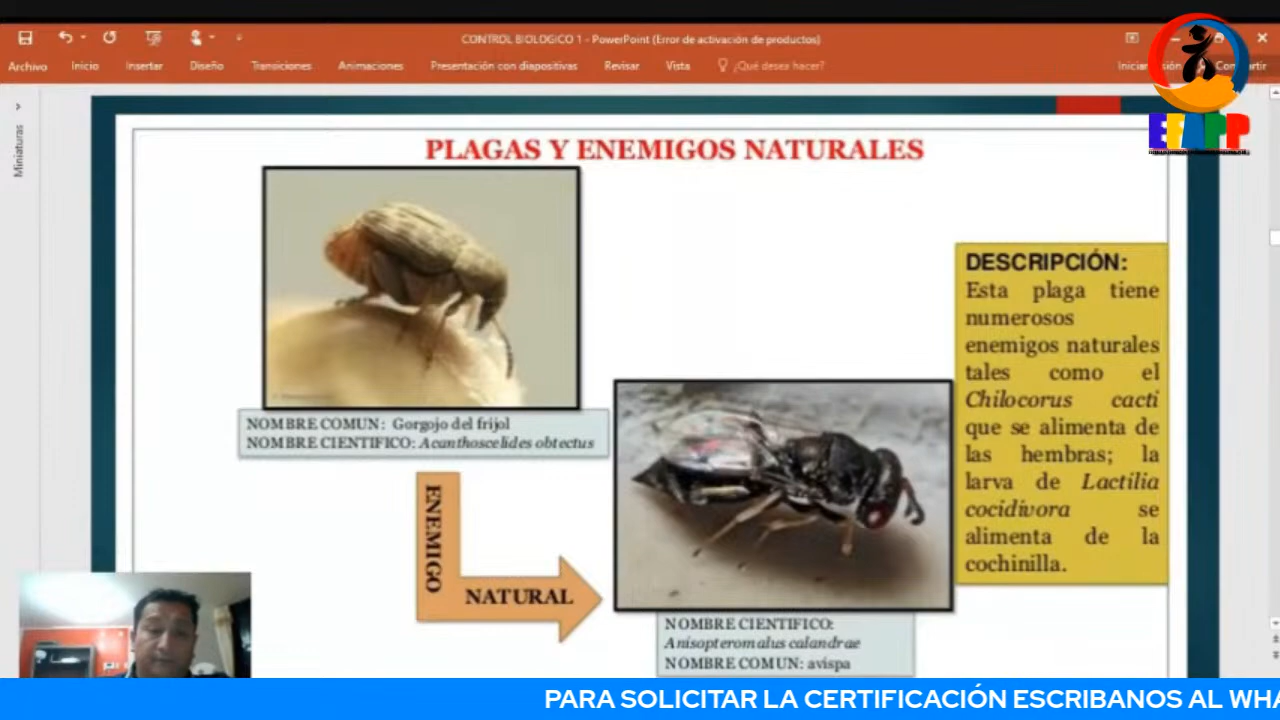 CONTROL BIOLOGICO 1 - PowerPoint (Error de activación de productos)
Archivo Inicio Insertar Diseño Transiciones Animaciones Presentación con diapositivas Revisar Vista ¿Qué desea hacer?
Miniaturas
EEAPP
PLAGAS Y ENEMIGOS NATURALES
NOMBRE COMUN: Gorgojo del frijol
NOMBRE CIENTIFICO: Acanthoscelides obtectus
ENEMIGO
NATURAL
DESCRIPCIÓN:
Esta plaga tiene
numerosos
enemigos naturales
tales como el
Chilocorus cacti
que se alimenta de
las hembras; la
larva de Lactilia
cocidivora se
alimenta de la
cochinilla.
NOMBRE CIENTIFICO:
Anisopteromalus calandrae
NOMBRE COMUN: avispa
PARA SOLICITAR LA CERTIFICACIÓN ESCRIBANOS AL WHA